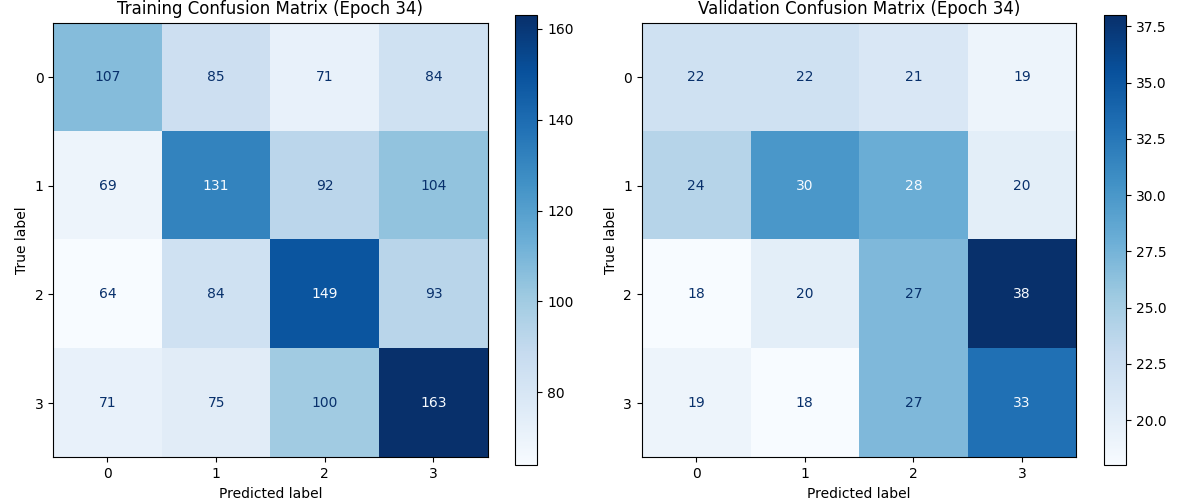 Training Confusion Matrix (Epoch 34)
True label
0
107 85 71 84
1
69 131 92 104
2
64 84 149 93
3
71 75 100 163
0 1 2 3
Predicted label
160
140
120
100
80
Validation Confusion Matrix (Epoch 34)
True label
0
22 22 21 19
1
24 30 28 20
2
18 20 27 38
3
19 18 27 33
0 1 2 3
Predicted label
37.5
35.0
32.5
30.0
27.5
25.0
22.5
20.0